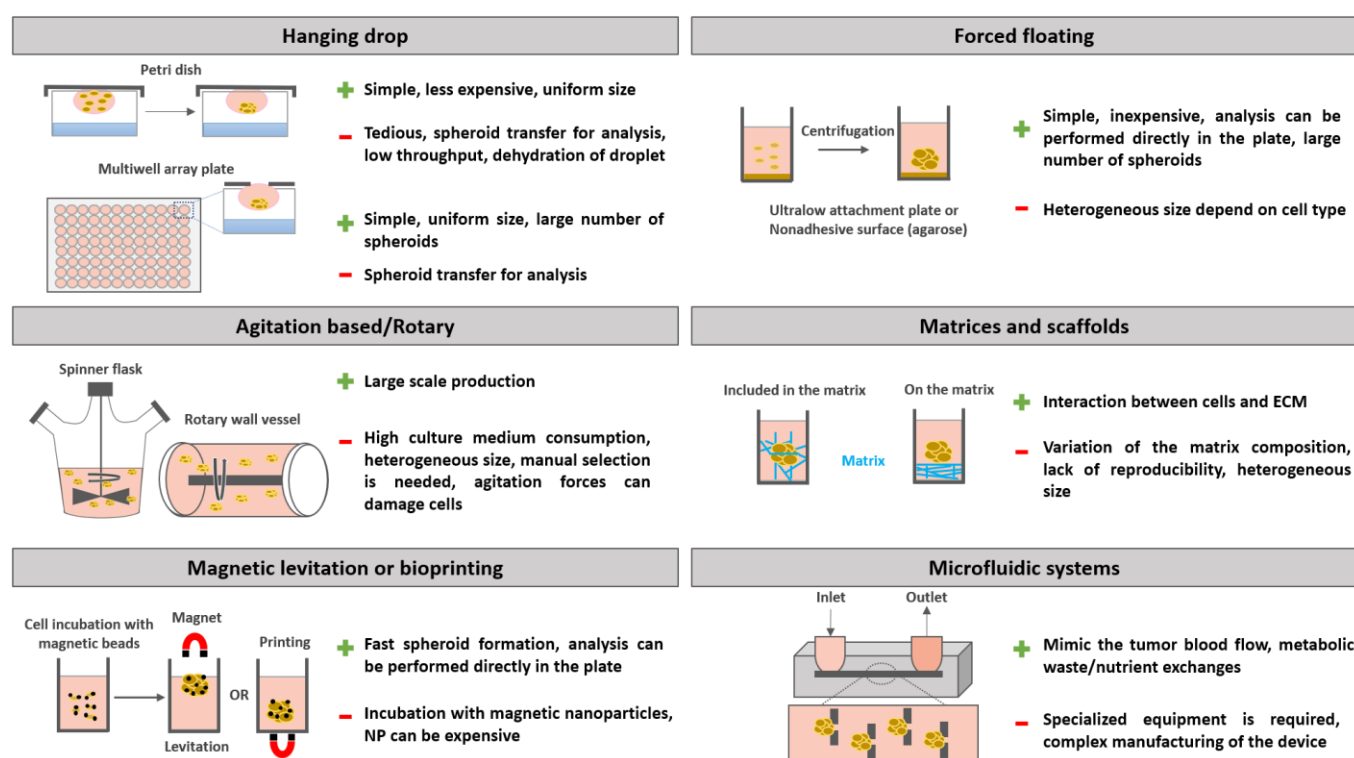 Hanging drop
Petri dish
Simple, less expensive, uniform size
Tedious, spheroid transfer for analysis,
low throughput, dehydration of droplet
Multiwell array plate
Simple, uniform size, large number of
spheroids
Spheroid transfer for analysis
Forced floating
Centrifugation
Ultralow attachment plate or
Nonadhesive surface (agarose)
Simple, inexpensive, analysis can be
performed directly in the plate, large
number of spheroids
Heterogeneous size depend on cell type
Agitation based/Rotary
Spinner flask
Rotary wall vessel
Large scale production
High culture medium consumption,
heterogeneous size, manual selection
is needed, agitation forces can
damage cells
Matrices and scaffolds
Included in the matrix
On the matrix
Matrix
Interaction between cells and ECM
Variation of the matrix composition,
lack of reproducibility, heterogeneous
size
Magnetic levitation or bioprinting
Cell incubation with
magnetic beads
Magnet
Levitation
OR
Printing
Fast spheroid formation, analysis can
be performed directly in the plate
Incubation with magnetic nanoparticles,
NP can be expensive
Microfluidic systems
Inlet
Outlet
Mimic the tumor blood flow, metabolic
waste/nutrient exchanges
Specialized equipment is required,
complex manufacturing of the device